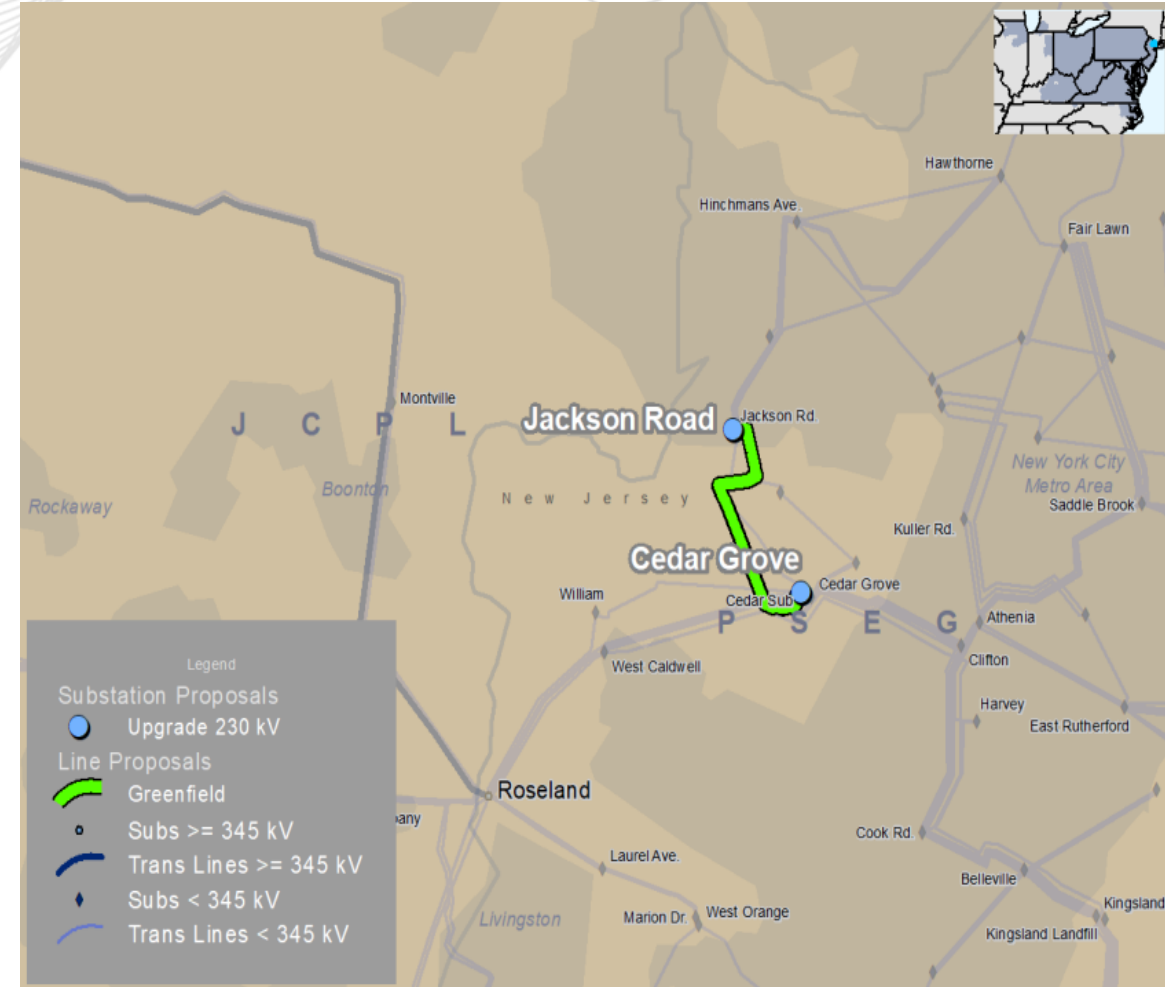 Hawthorne
Hinchmans Ave.
Fair Lawn
Montville
J C P L
Jackson Road
Jackson Rd.
New York City
Metro Area
Boonton
Rockaway
New Jersey
Saddle Brook
Kuller Rd.
Cedar Grove
Cedar Grove
William
Cedar Sub
P S E G
Athenia
Clifton
West Caldwell
Harvey
East Rutherford
Legend
Substation Proposals
Upgrade 230 kV
Line Proposals
Greenfield
Subs >= 345 kV
Trans Lines >= 345 kV
Subs < 345 kV
Trans Lines < 345 kV
Roseland
any
Cook Rd.
Laurel Ave.
Belleville
Livingston
Marion Dr.
West Orange
Kingsland
Kingsland Landfill